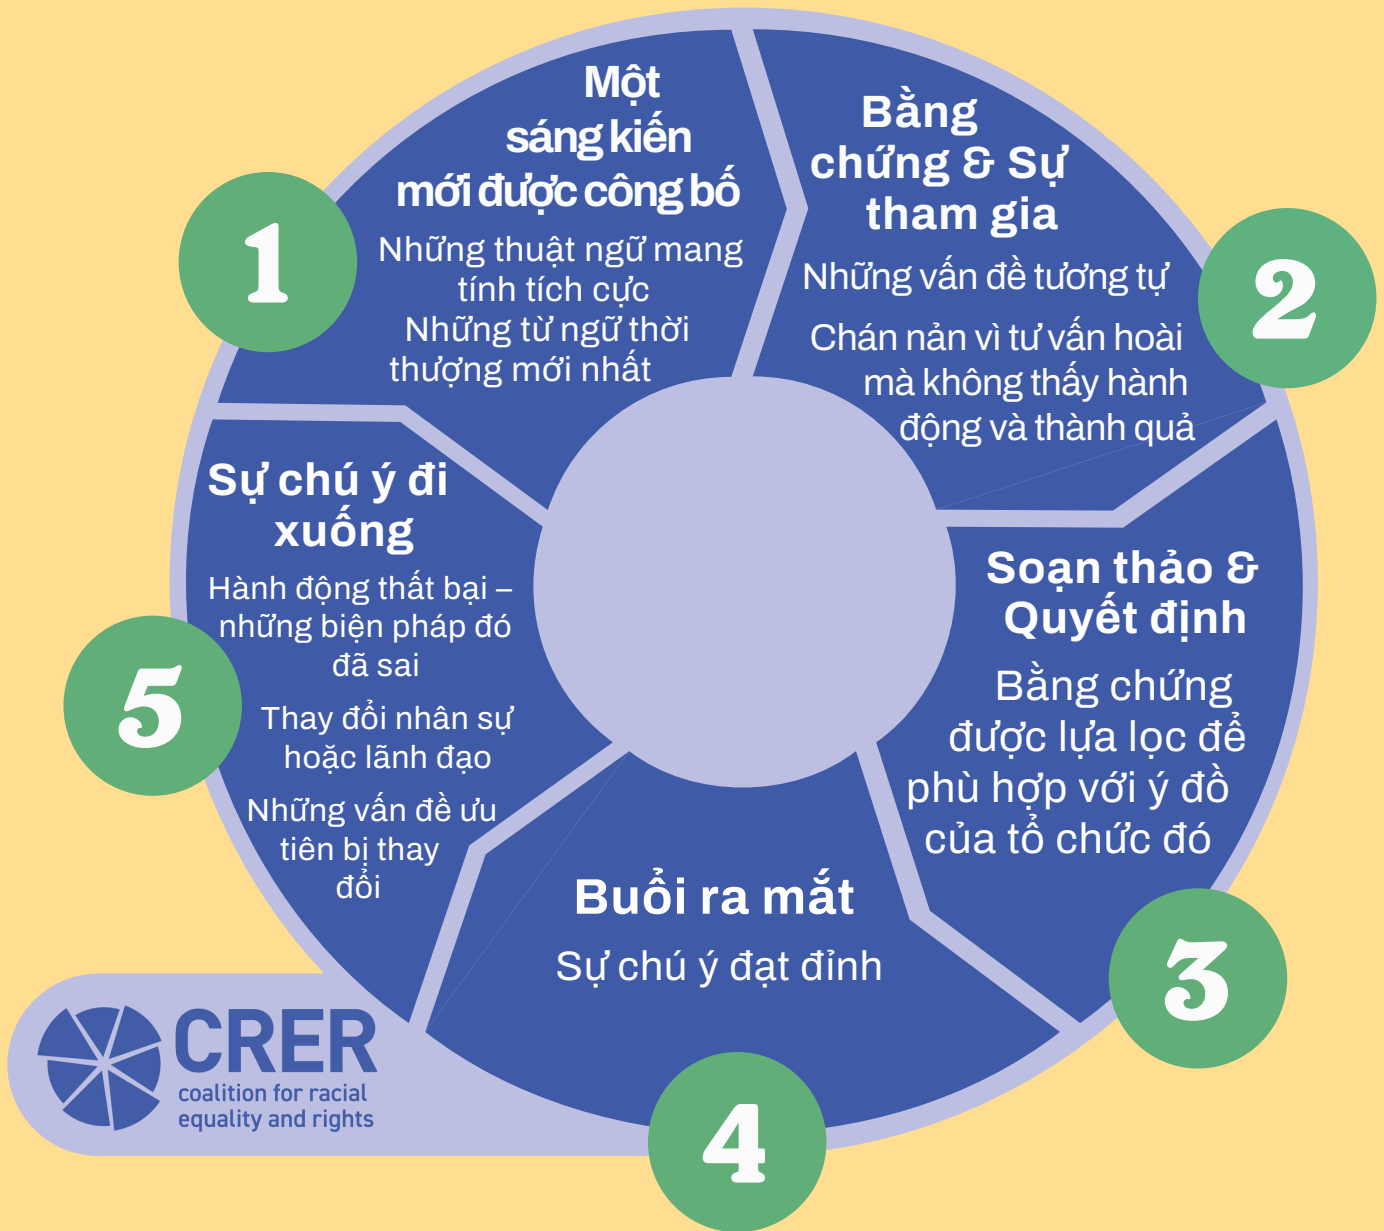 1
Một
sáng kiến
mới được công bố
Những thuật ngữ mang
tính tích cực
Những từ ngữ thời
thượng mới nhất
2
Bằng
chứng & Sự
tham gia
Những vấn đề tương tự
Chán nản vì tư vấn hoài
mà không thấy hành
động và thành quả
3
Soạn thảo &
Quyết định
Bằng chứng
được lựa lọc để
phù hợp với ý đồ
của tổ chức đó
4
Buổi ra mắt
Sự chú ý đạt đỉnh
5
Sự chú ý đi
xuống
Hành động thất bại –
những biện pháp đó
đã sai
Thay đổi nhân sự
hoặc lãnh đạo
Những vấn đề ưu
tiên bị thay
đổi
CRER
coalition for racial
equality and rights